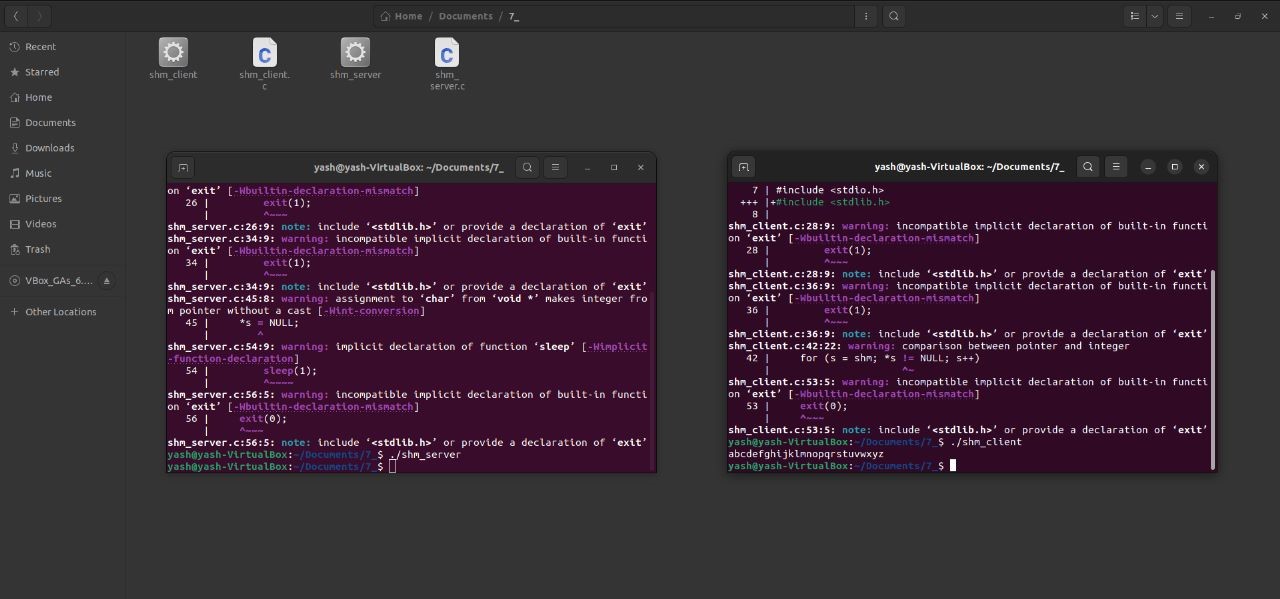 Home / Documents / 7_
Recent
Starred
Home
Documents
Downloads
Music
Pictures
Videos
Trash
VBox_GAs_6....
+ Other Locations
shm_client
shm_client.
c
shm_server
shm_
server.c
yash@yash-VirtualBox: ~/Documents/7_
on ‘exit’ [-Wbuiltin-declaration-mismatch]
26 |         exit(1);
|         ^~~~
shm_server.c:26:9: note: include ‘<stdlib.h>’ or provide a declaration of ‘exit’
shm_server.c:34:9: warning: incompatible implicit declaration of built-in functi
on ‘exit’ [-Wbuiltin-declaration-mismatch]
34 |         exit(1);
|         ^~~~
shm_server.c:34:9: note: include ‘<stdlib.h>’ or provide a declaration of ‘exit’
shm_server.c:45:8: warning: assignment to ‘char’ from ‘void *’ makes integer fro
m pointer without a cast [-Wint-conversion]
45 |     *s = NULL;
|        ^
shm_server.c:54:9: warning: implicit declaration of function ‘sleep’ [-Wimplicit
-function-declaration]
54 |         sleep(1);
|         ^~~~~
shm_server.c:56:5: warning: incompatible implicit declaration of built-in functi
on ‘exit’ [-Wbuiltin-declaration-mismatch]
56 |     exit(0);
|     ^~~~
shm_server.c:56:5: note: include ‘<stdlib.h>’ or provide a declaration of ‘exit’
yash@yash-VirtualBox:~/Documents/7_$ ./shm_server
yash@yash-VirtualBox:~/Documents/7_$
yash@yash-VirtualBox: ~/Documents/7_
7 | #include <stdio.h>
+++ |+#include <stdlib.h>
8 |
shm_client.c:28:9: warning: incompatible implicit declaration of built-in functi
on ‘exit’ [-Wbuiltin-declaration-mismatch]
28 |         exit(1);
|         ^~~~
shm_client.c:28:9: note: include ‘<stdlib.h>’ or provide a declaration of ‘exit’
shm_client.c:36:9: warning: incompatible implicit declaration of built-in functi
on ‘exit’ [-Wbuiltin-declaration-mismatch]
36 |         exit(1);
|         ^~~~
shm_client.c:36:9: note: include ‘<stdlib.h>’ or provide a declaration of ‘exit’
shm_client.c:42:22: warning: comparison between pointer and integer
42 |     for (s = shm; *s != NULL; s++)
|                      ^~
shm_client.c:53:5: warning: incompatible implicit declaration of built-in functi
on ‘exit’ [-Wbuiltin-declaration-mismatch]
53 |     exit(0);
|     ^~~~
shm_client.c:53:5: note: include ‘<stdlib.h>’ or provide a declaration of ‘exit’
yash@yash-VirtualBox:~/Documents/7_$ ./shm_client
abcdefghijklmnopqrstuvwxyz
yash@yash-VirtualBox:~/Documents/7_$